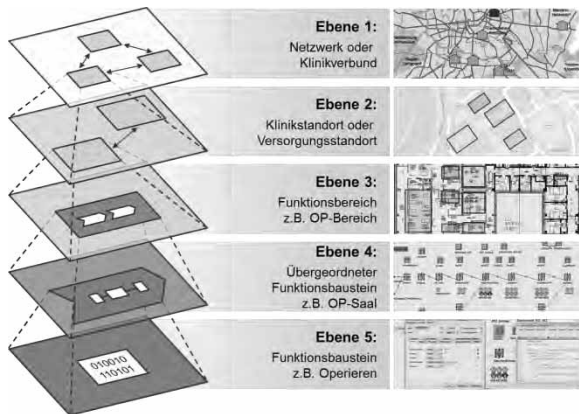 Ebene 1:
Netzwerk oder
Klinikverbund
Ebene 2:
Klinikstandort oder
Versorgungsstandort
Ebene 3:
Funktionsbereich
z.B. OP-Bereich
Ebene 4:
Übergeordneter
Funktionsbaustein
z.B. OP-Saal
Ebene 5:
Funktionsbaustein
z.B. Operieren
010010
110101